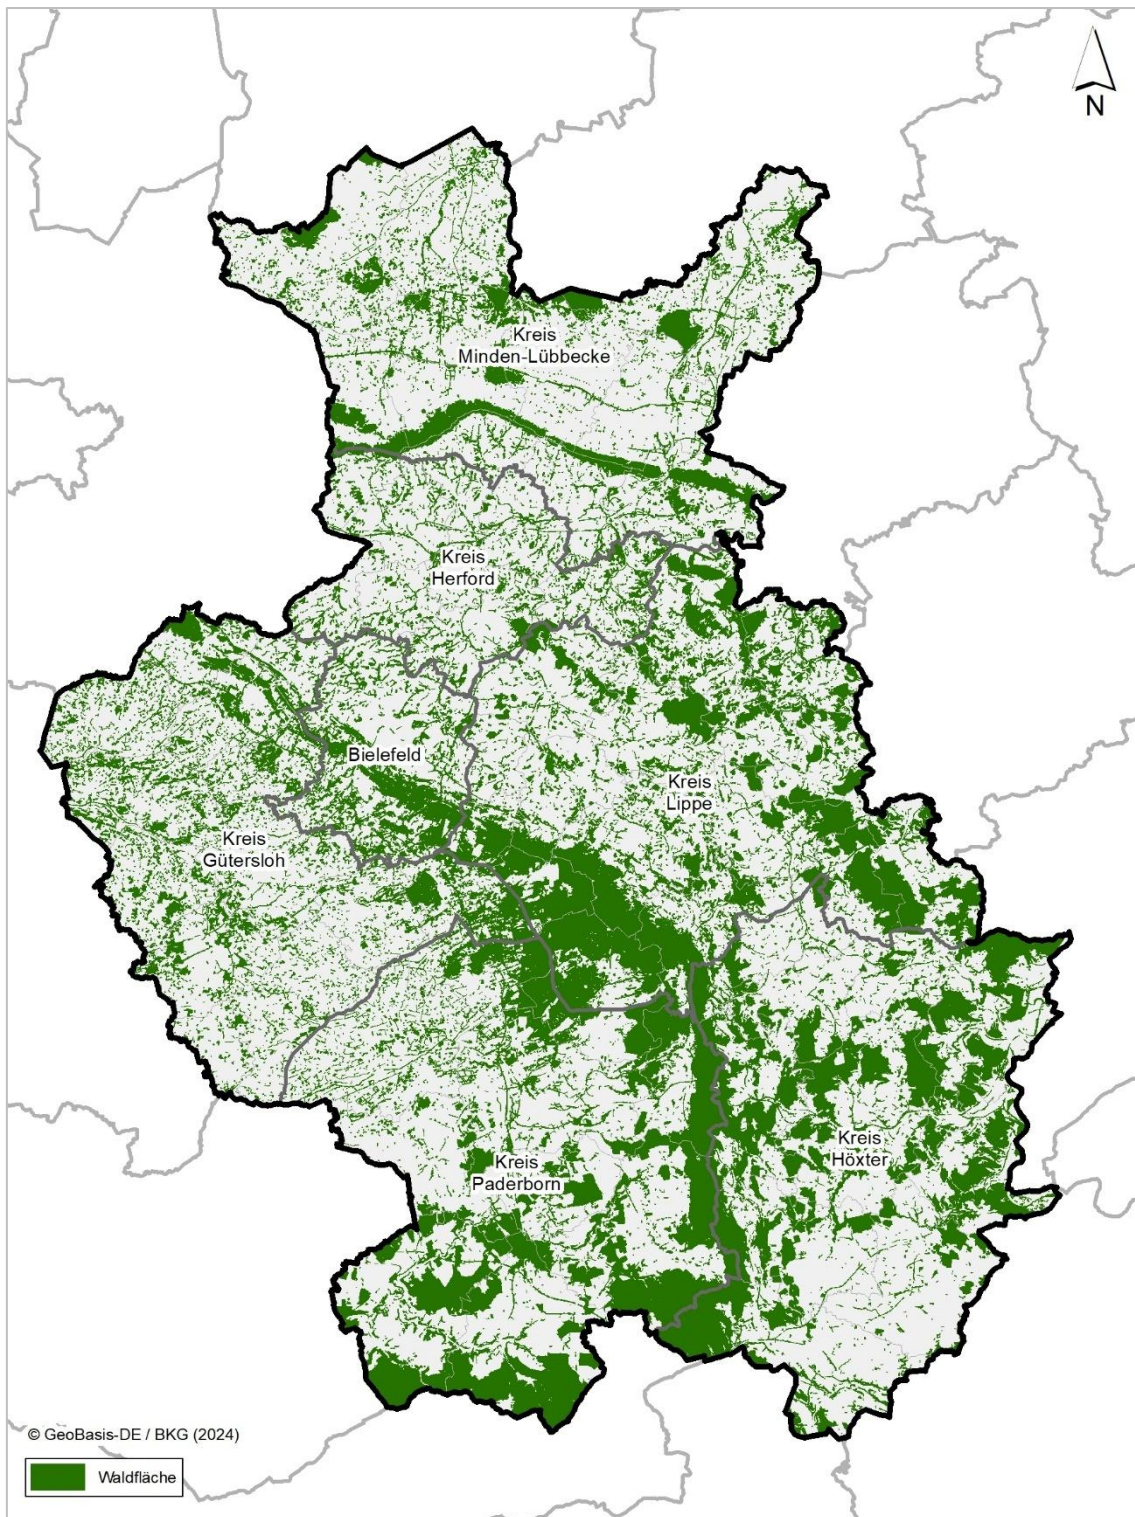 N
Kreis
Minden-Lübbecke
Kreis
Herford
Bielefeld
Kreis
Lippe
Kreis
Gütersloh
Kreis
Höxter
Kreis
Paderborn
© GeoBasis-DE / BKG (2024)
Waldfläche